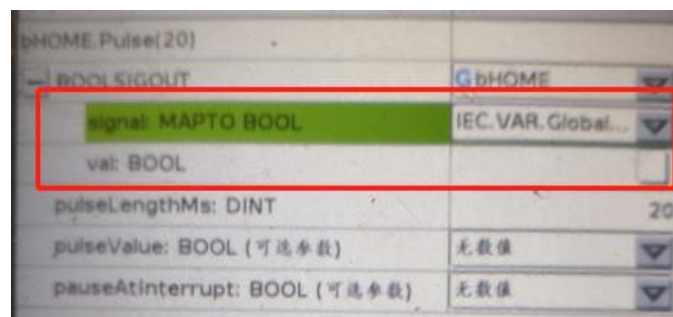 bHOME.Pulse(20)
BOOLSIGOUT G bHOME
signal: MAPTO BOOL IEC.VAR.Global...
val: BOOL
pulseLengthMs: DINT 20
pulseValue: BOOL (可选参数) 无数值
pauseAtInterrupt: BOOL (可选参数) 无数值